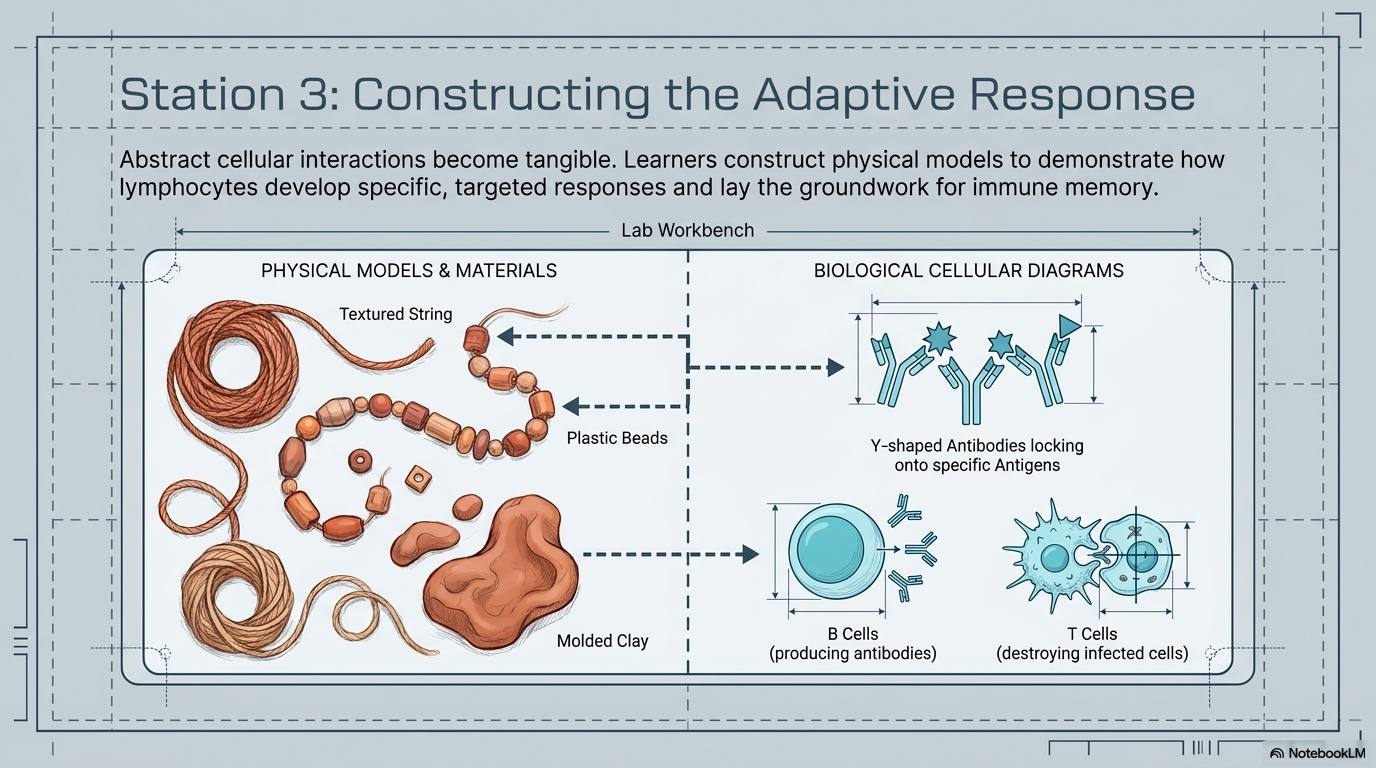 Station 3: Constructing the Adaptive Response
Abstract cellular interactions become tangible. Learners construct physical models to demonstrate how
lymphocytes develop specific, targeted responses and lay the groundwork for immune memory.
Lab Workbench
PHYSICAL MODELS & MATERIALS
Textured String
Plastic Beads
Molded Clay
BIOLOGICAL CELLULAR DIAGRAMS
Y-shaped Antibodies locking
onto specific Antigens
B Cells
(producing antibodies)
T Cells
(destroying infected cells)
NotebookLM